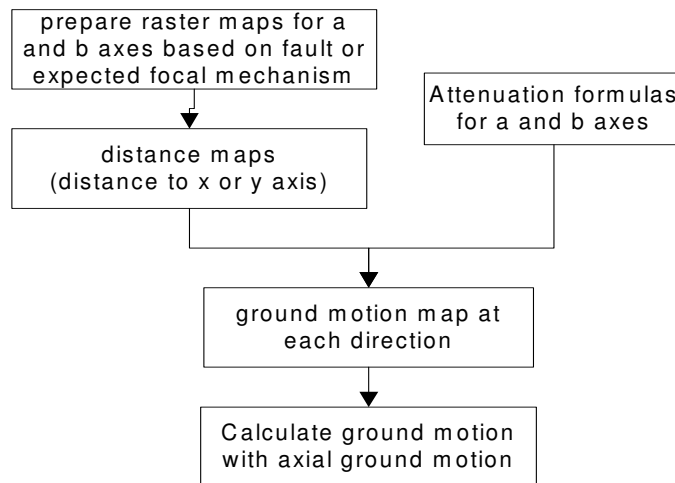 prepare raster maps for a
and b axes based on fault or
expected focal mechanism
Attenuation formulas
for a and b axes
distance maps
(distance to x or y axis)
ground motion map at
each direction
Calculate ground motion
with axial ground motion